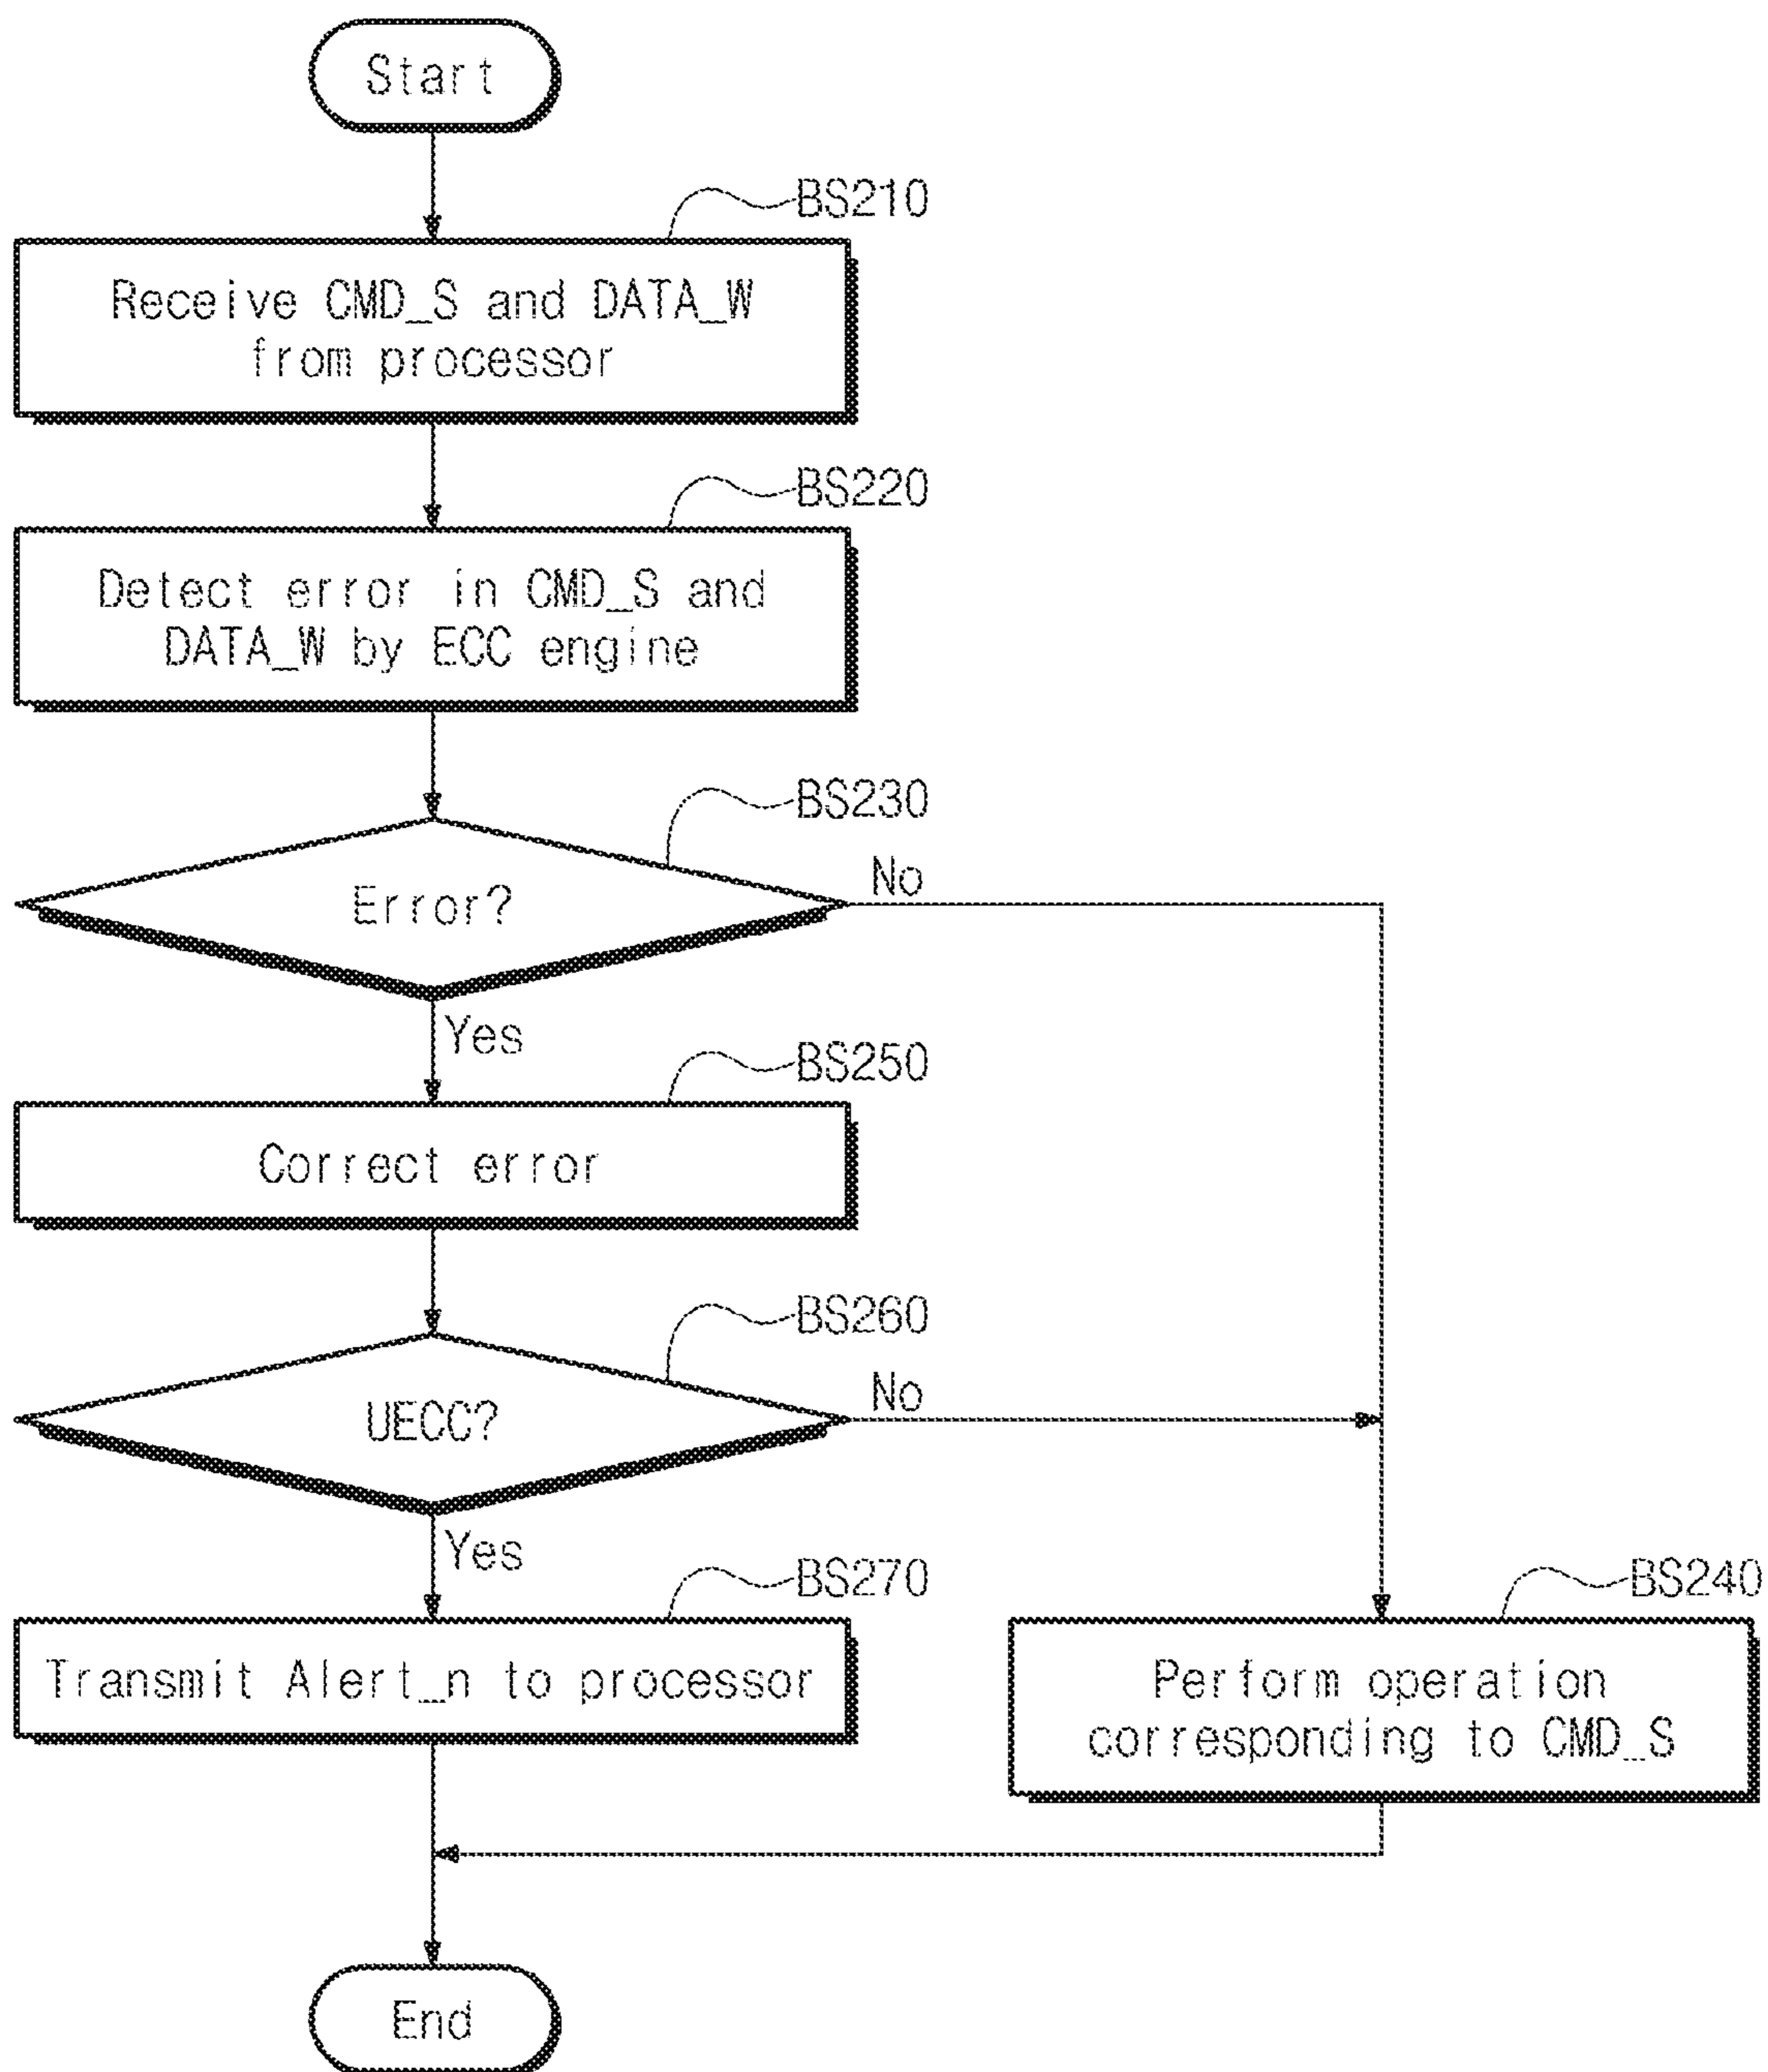 Start
BS210
Receive CMD_S and DATA_W
from processor
BS220
Detect error in CMD_S and
DATA_W by ECC engine
BS230
Error?
No
Yes
BS250
Correct error
BS260
UECC?
No
Yes
BS270
Transmit Alert_n to processor
BS240
Perform operation
corresponding to CMD_S
End